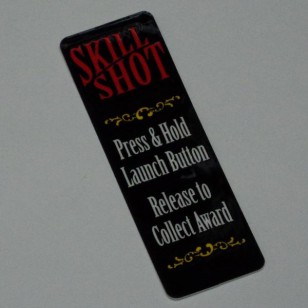 SKILL
SHOT
Press & Hold
Launch Button
Release to
Collect Award